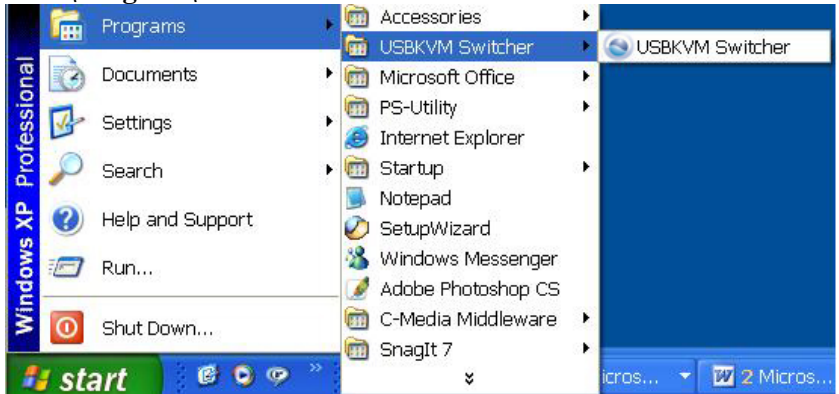 Programs
Documents
Settings
Search
Help and Support
Run...
Shut Down...
Windows XP Professional
Accessories
USBKVM Switcher
Microsoft Office
PS-Utility
Internet Explorer
Startup
Notepad
SetupWizard
Windows Messenger
Adobe Photoshop CS
C-Media Middleware
SnagIt 7
USBKVM Switcher
start
icros...
2 Micros...